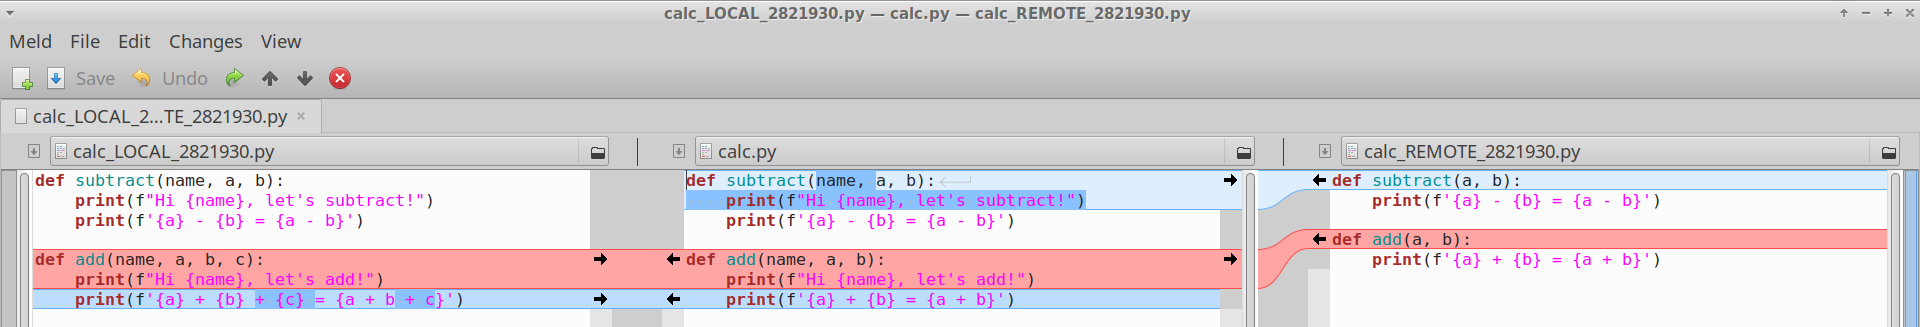 calc_LOCAL_2821930.py — calc.py — calc_REMOTE_2821930.py
Meld File Edit Changes View
Save Undo
calc_LOCAL_2...TE_2821930.py
calc_LOCAL_2821930.py
def subtract(name, a, b):
    print(f"Hi {name}, let's subtract!")
    print(f'{a} - {b} = {a - b}')
def add(name, a, b, c):
    print(f"Hi {name}, let's add!")
    print(f'{a} + {b} + {c} = {a + b + c}')
calc.py
def subtract(name, a, b):
    print(f"Hi {name}, let's subtract!")
    print(f'{a} - {b} = {a - b}')
def add(name, a, b):
    print(f"Hi {name}, let's add!")
    print(f'{a} + {b} = {a + b}')
calc_REMOTE_2821930.py
def subtract(a, b):
    print(f'{a} - {b} = {a - b}')
def add(a, b):
    print(f'{a} + {b} = {a + b}')